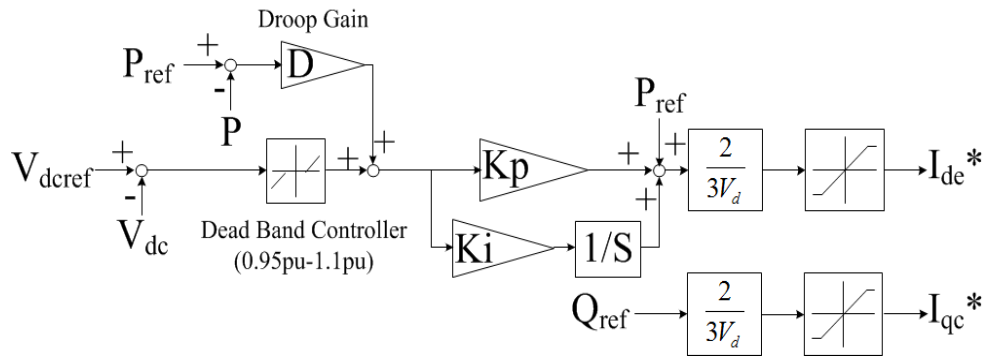 Droop Gain
P_ref
+
-
D
P
V_dcref
+
-
V_dc
Dead Band Controller
(0.95pu-1.1pu)
+
+
Kp
Ki
1/S
P_ref
+
+
+
2
3V_d
I_de*
Q_ref
2
3V_d
I_qc*